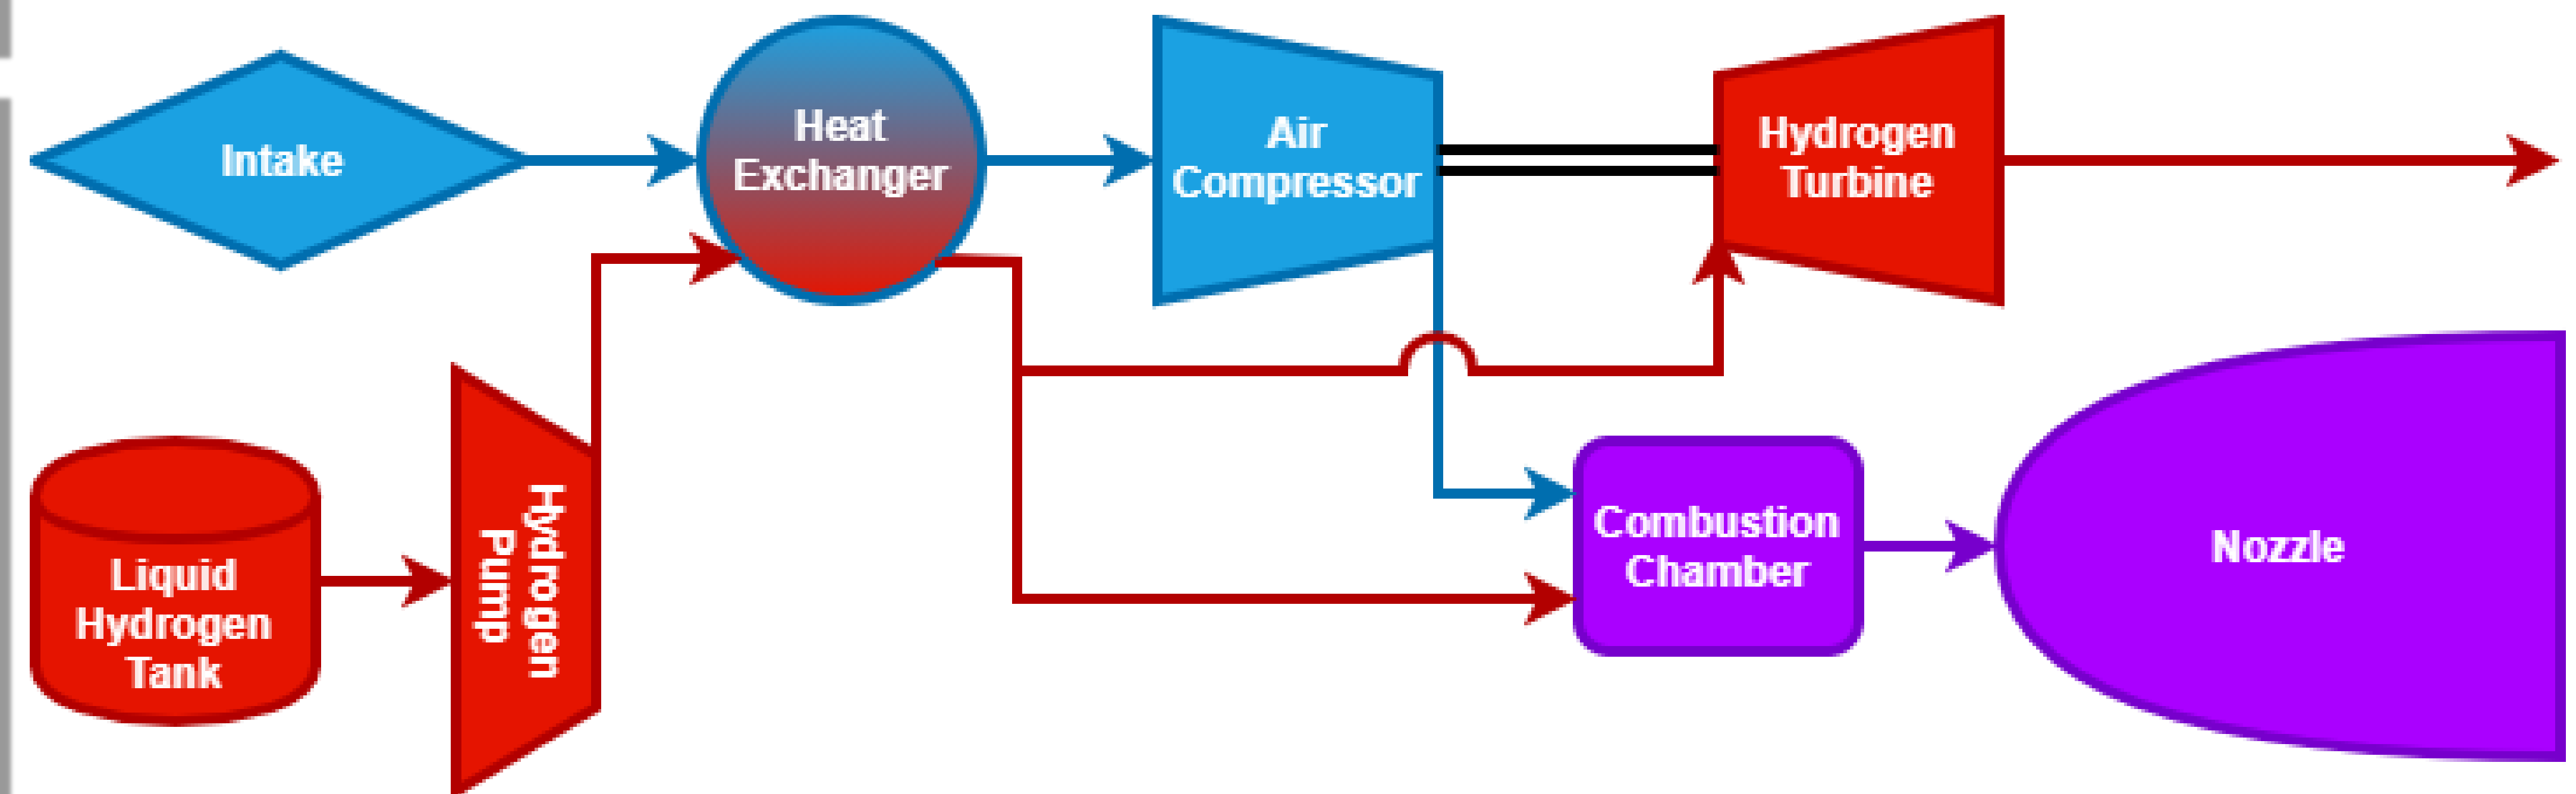 Intake
Heat
Exchanger
Air
Compressor
Hydrogen
Turbine
Liquid
Hydrogen
Tank
Hydrogen
Pump
Combustion
Chamber
Nozzle